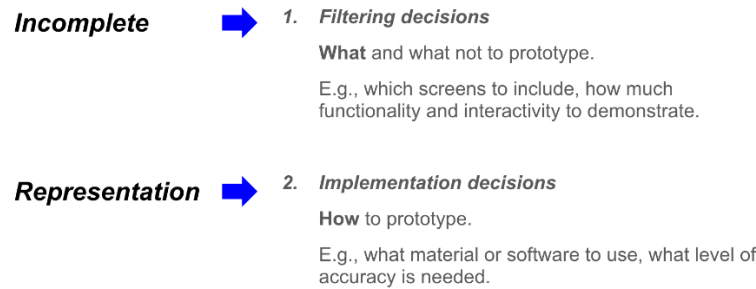 Incomplete
1. Filtering decisions
What and what not to prototype.
E.g., which screens to include, how much
functionality and interactivity to demonstrate.
Representation
2. Implementation decisions
How to prototype.
E.g., what material or software to use, what level of
accuracy is needed.